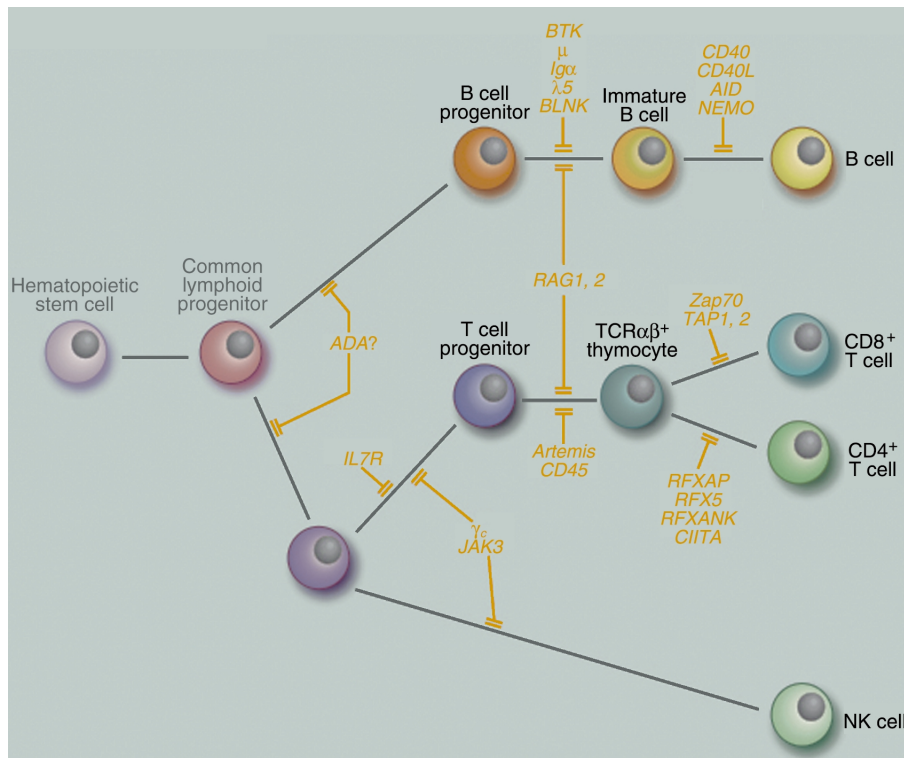 BTK
μ
Igα
λ5
BLNK
CD40
CD40L
AID
NEMO
B cell
progenitor
Immature
B cell
B cell
RAG1, 2
Hematopoietic
stem cell
Common
lymphoid
progenitor
ADA?
T cell
progenitor
TCRαβ+
thymocyte
Zap70
TAP1, 2
CD8+
T cell
IL7R
Artemis
CD45
CD4+
T cell
RFXAP
RFX5
RFXANK
CIITA
γc
JAK3
NK cell